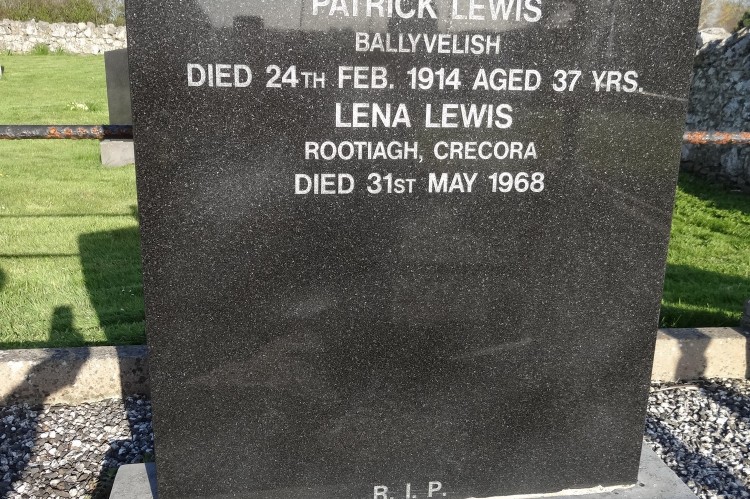 PATRICK LEWIS
BALLYVELISH
DIED 24TH FEB. 1914 AGED 37 YRS.
LENA LEWIS
ROOTIAGH, CRECORA
DIED 31ST MAY 1968
R. I. P.